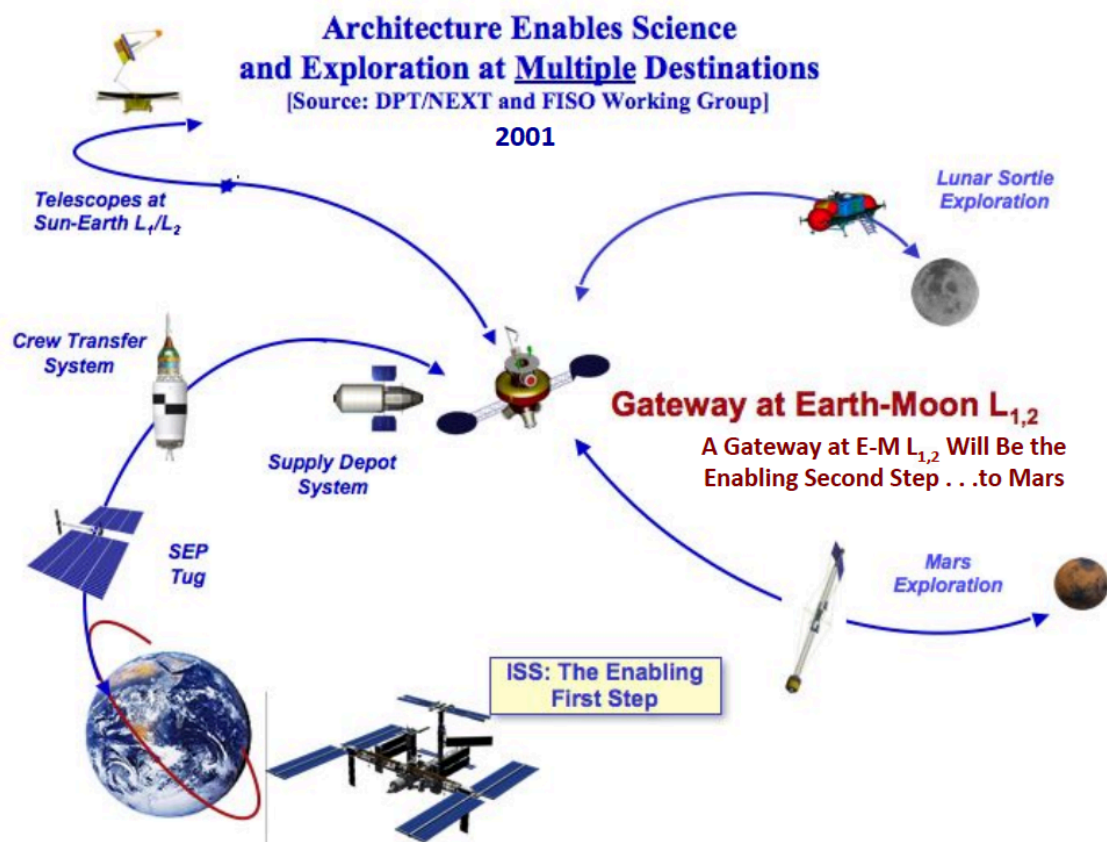 Architecture Enables Science
and Exploration at Multiple Destinations
[Source: DPT/NEXT and FISO Working Group]
2001
Telescopes at
Sun-Earth L1/L2
Lunar Sortie
Exploration
Crew Transfer
System
Supply Depot
System
Gateway at Earth-Moon L1,2
A Gateway at E-M L1,2 Will Be the
Enabling Second Step . . .to Mars
SEP
Tug
Mars
Exploration
ISS: The Enabling
First Step